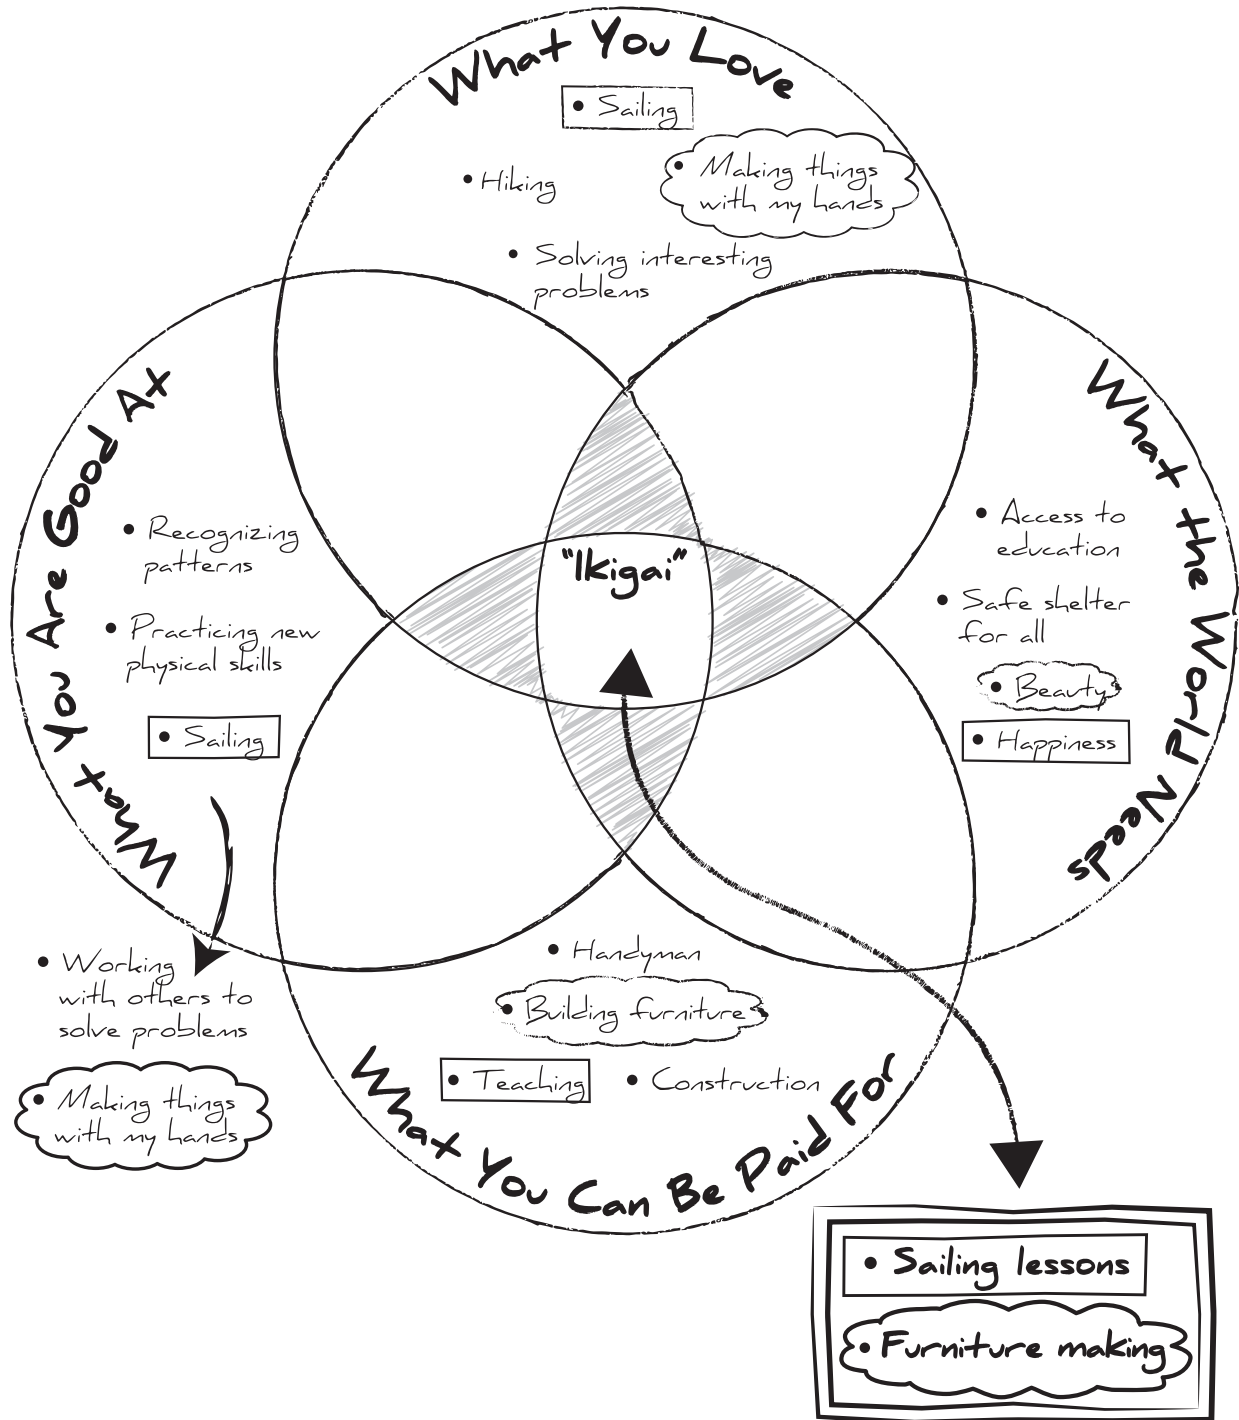 What You Love
• Sailing
• Making things
with my hands
• Hiking
• Solving interesting
problems
What You Are Good At
• Recognizing
patterns
• Practicing new
physical skills
• Sailing
• Working
with others to
solve problems
• Making things
with my hands
"Ikigai"
What the World Needs
• Access to
education
• Safe shelter
for all
• Beauty
• Happiness
• Handyman
• Building furniture
• Teaching
• Construction
What You Can Be Paid For
• Sailing lessons
• Furniture making